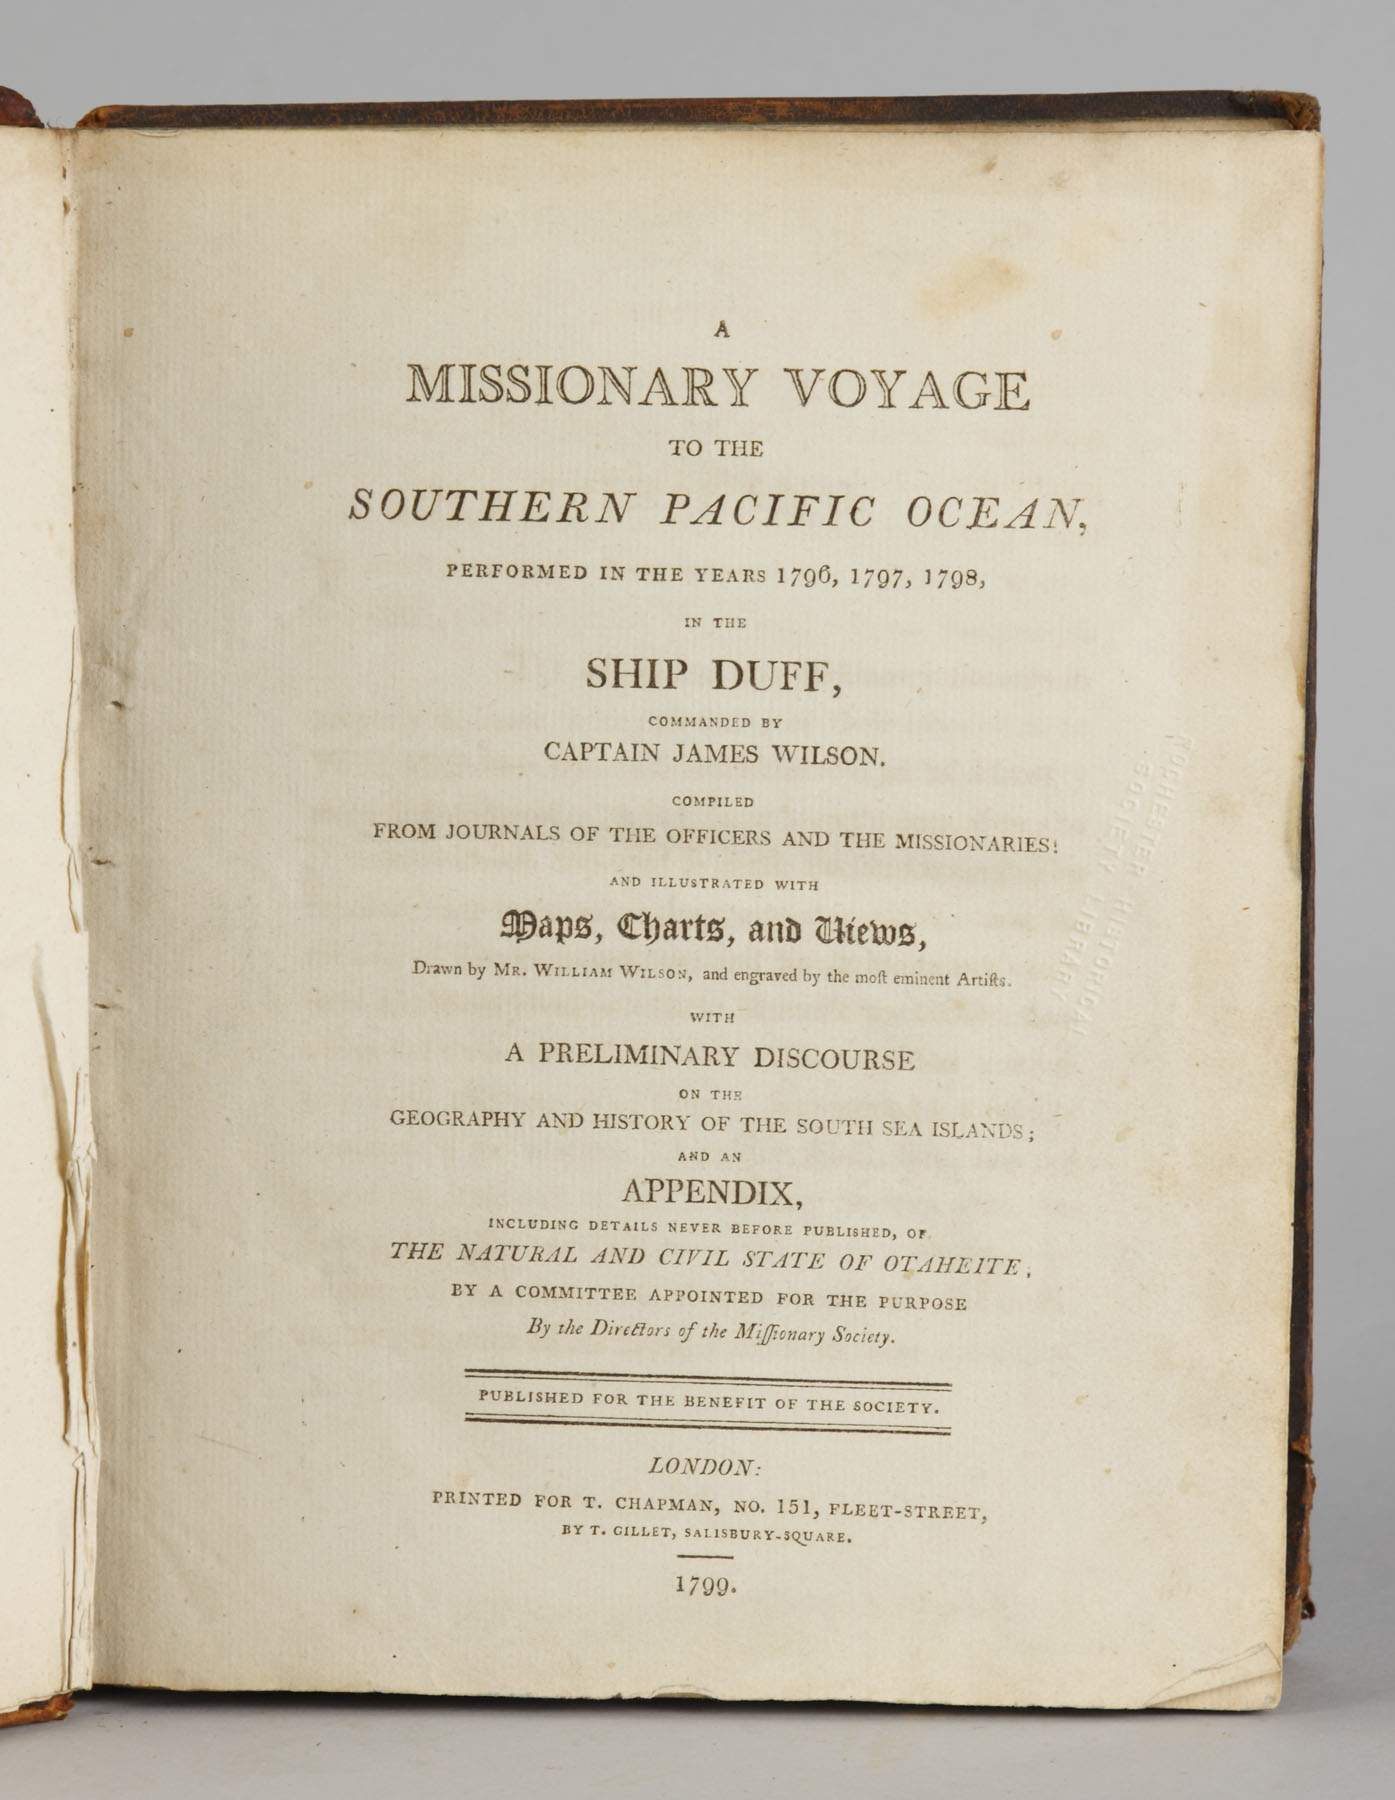 A
MISSIONARY VOYAGE
TO THE
SOUTHERN PACIFIC OCEAN,
PERFORMED IN THE YEARS 1796, 1797, 1798,
IN THE
SHIP DUFF,
COMMANDED BY
CAPTAIN JAMES WILSON.
COMPILED
FROM JOURNALS OF THE OFFICERS AND THE MISSIONARIES;
AND ILLUSTRATED WITH
Maps, Charts, and Views,
Drawn by MR. WILLIAM WILSON, and engraved by the moſt eminent Artiſts.
WITH
A PRELIMINARY DISCOURSE
ON THE
GEOGRAPHY AND HISTORY OF THE SOUTH SEA ISLANDS;
AND AN
APPENDIX,
INCLUDING DETAILS NEVER BEFORE PUBLISHED, OF
THE NATURAL AND CIVIL STATE OF OTAHEITE;
BY A COMMITTEE APPOINTED FOR THE PURPOSE
By the Directors of the Miſſionary Society.
PUBLISHED FOR THE BENEFIT OF THE SOCIETY.
LONDON:
PRINTED FOR T. CHAPMAN, NO. 151, FLEET-STREET,
BY T. GILLET, SALISBURY-SQUARE.
1799.
ROCHESTER HISTORICAL
SOCIETY LIBRARY